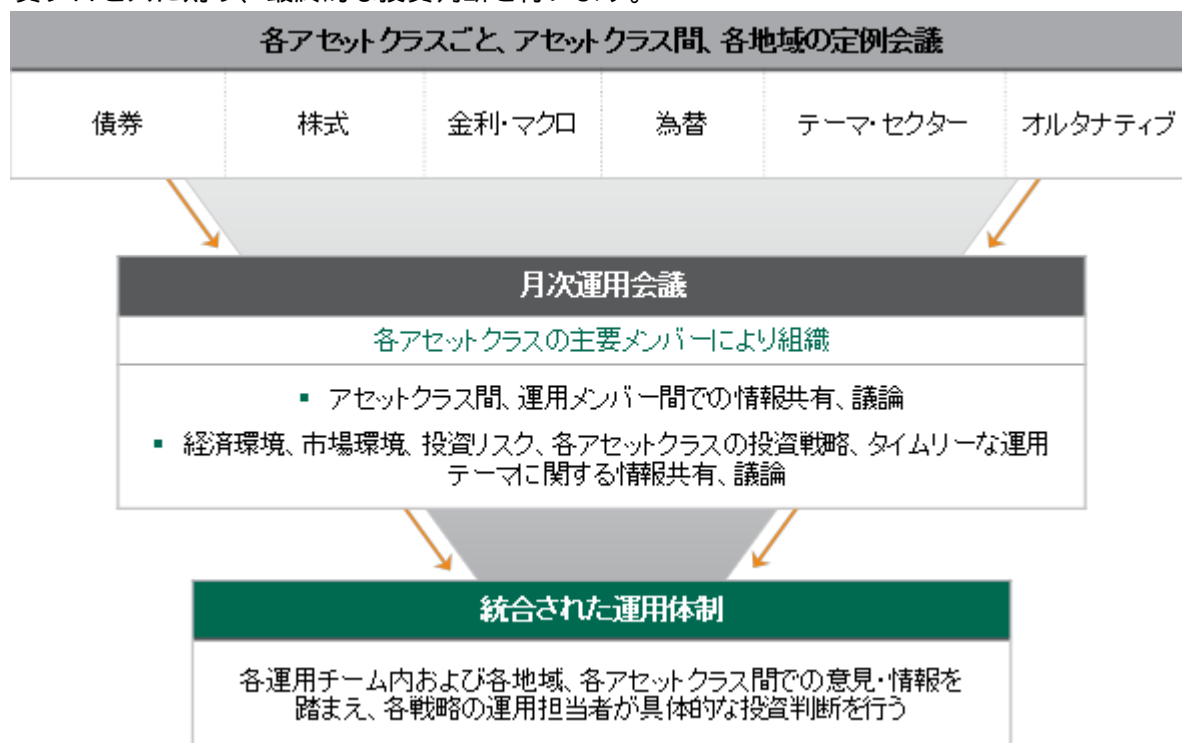 各アセットクラスごと、アセットクラス間、各地域の定例会議
債券
株式
金利・マクロ
為替
テーマ・セクター
オルタナティブ
月次運用会議
各アセットクラスの主要メンバーにより組織
▪ アセットクラス間、運用メンバー間での情報共有、議論
▪ 経済環境、市場環境、投資リスク、各アセットクラスの投資戦略、タイムリーな運用
テーマに関する情報共有、議論
統合された運用体制
各運用チーム内および各地域、各アセットクラス間での意見・情報を
踏まえ、各戦略の運用担当者が具体的な投資判断を行う